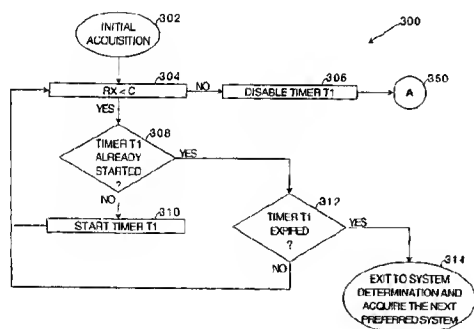 302
INITIAL
ACQUISITION
300
304
RX < C
NO
306
DISABLE TIMER T1
350
A
YES
308
TIMER T1
ALREADY
STARTED
?
YES
NO
310
START TIMER T1
312
TIMER T1
EXPIRED
?
YES
NO
314
EXIT TO SYSTEM
DETERMINATION AND
ACQUIRE THE NEXT
PREFERRED SYSTEM